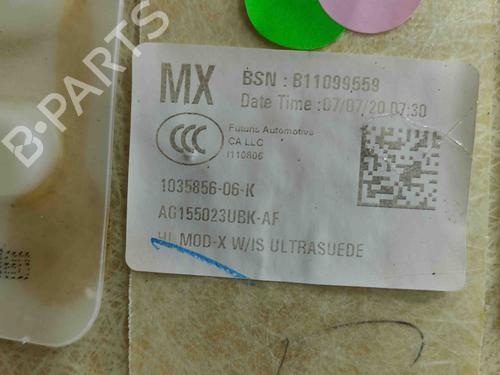 B-PARTS
MX
BSN : B11099559
Date Time :07/07/20 07:30
CCC
Futuris Automotive
CA LLC
I110806
1035856-06-K
AG155023UBK-AF
HL MOD-X W/IS ULTRASUEDE